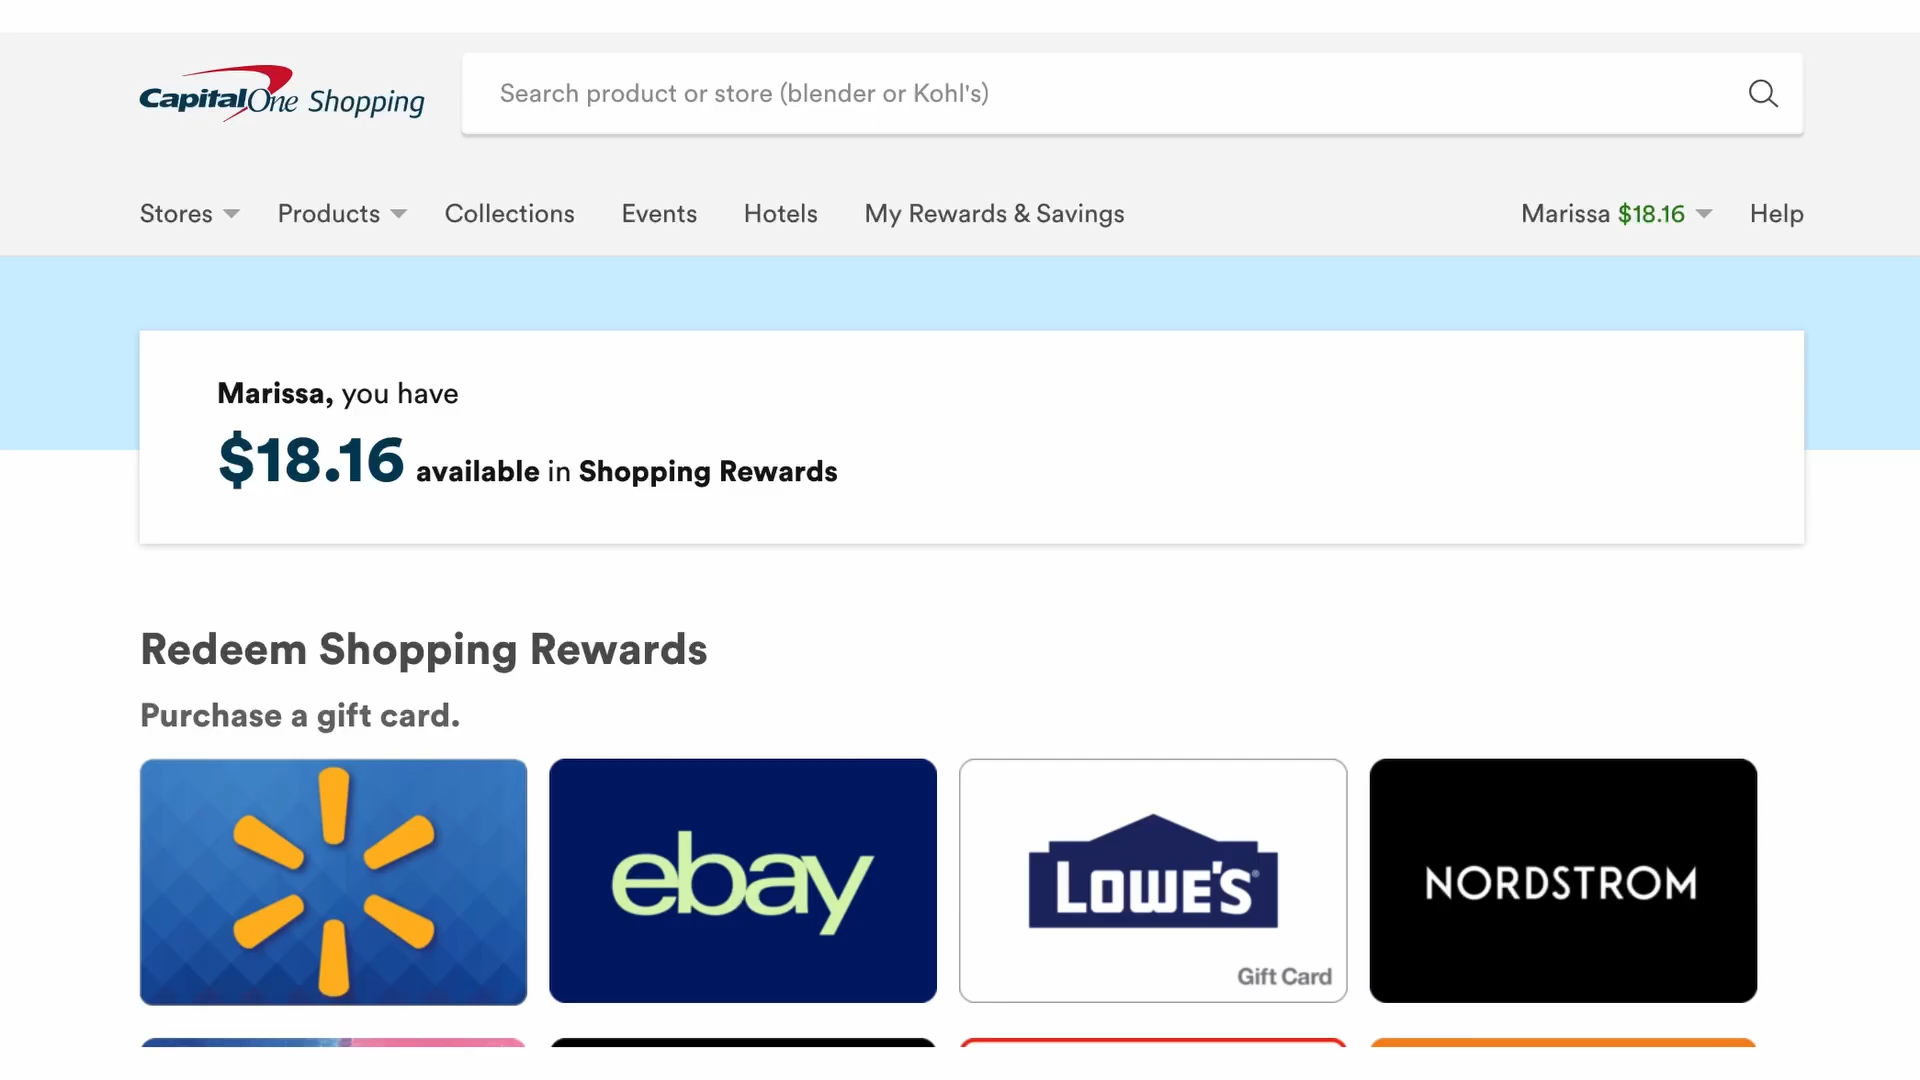 CapitalOne Shopping
Search product or store (blender or Kohl's)
Stores
Products
Collections
Events
Hotels
My Rewards & Savings
Marissa $18.16
Help
Marissa, you have
$18.16 available in Shopping Rewards
Redeem Shopping Rewards
Purchase a gift card.
ebay
LOWE'S
Gift Card
NORDSTROM